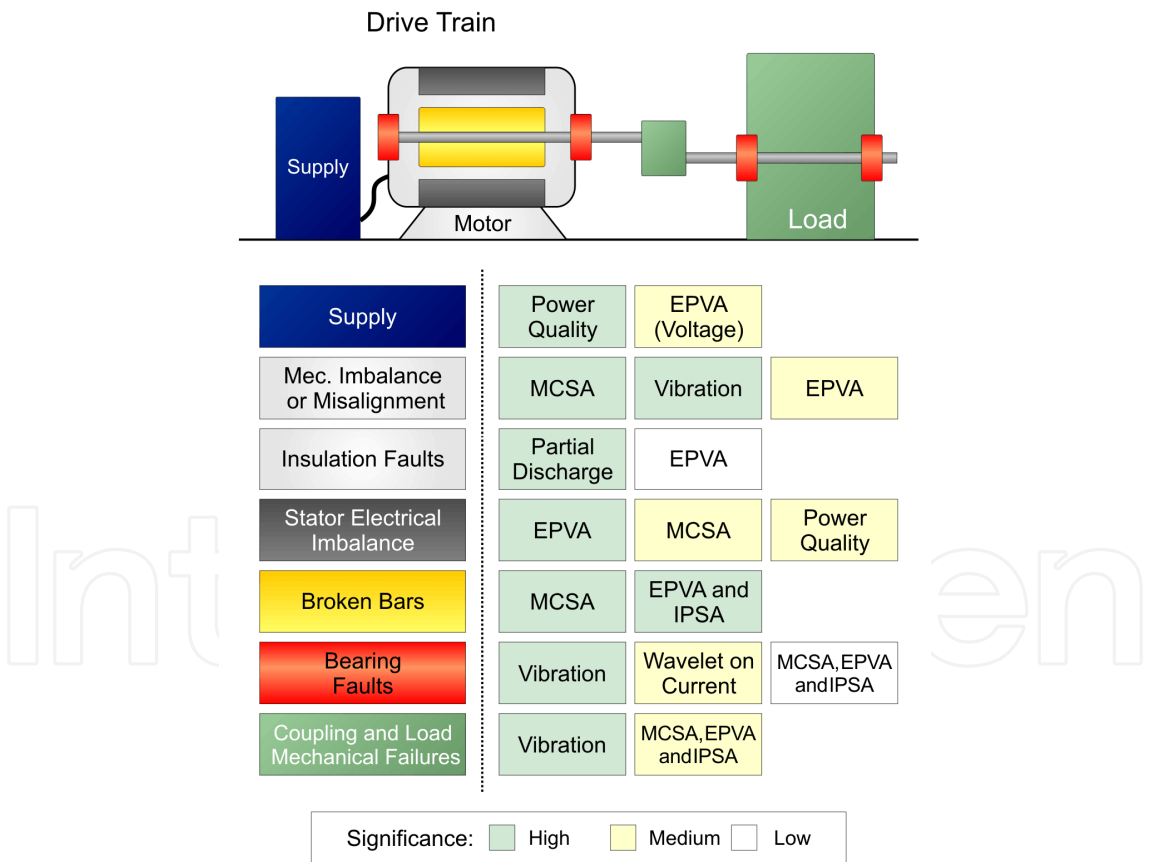 Drive Train
Supply
Motor
Load
Supply
Power
Quality
EPVA
(Voltage)
Mec. Imbalance
or Misalignment
MCSA
Vibration
EPVA
Insulation Faults
Partial
Discharge
EPVA
Stator Electrical
Imbalance
EPVA
MCSA
Power
Quality
Broken Bars
MCSA
EPVA and
IPSA
Bearing
Faults
Vibration
Wavelet on
Current
MCSA,EPVA
andIPSA
Coupling and Load
Mechanical Failures
Vibration
MCSA,EPVA
andIPSA
Significance: High Medium Low
Int
en